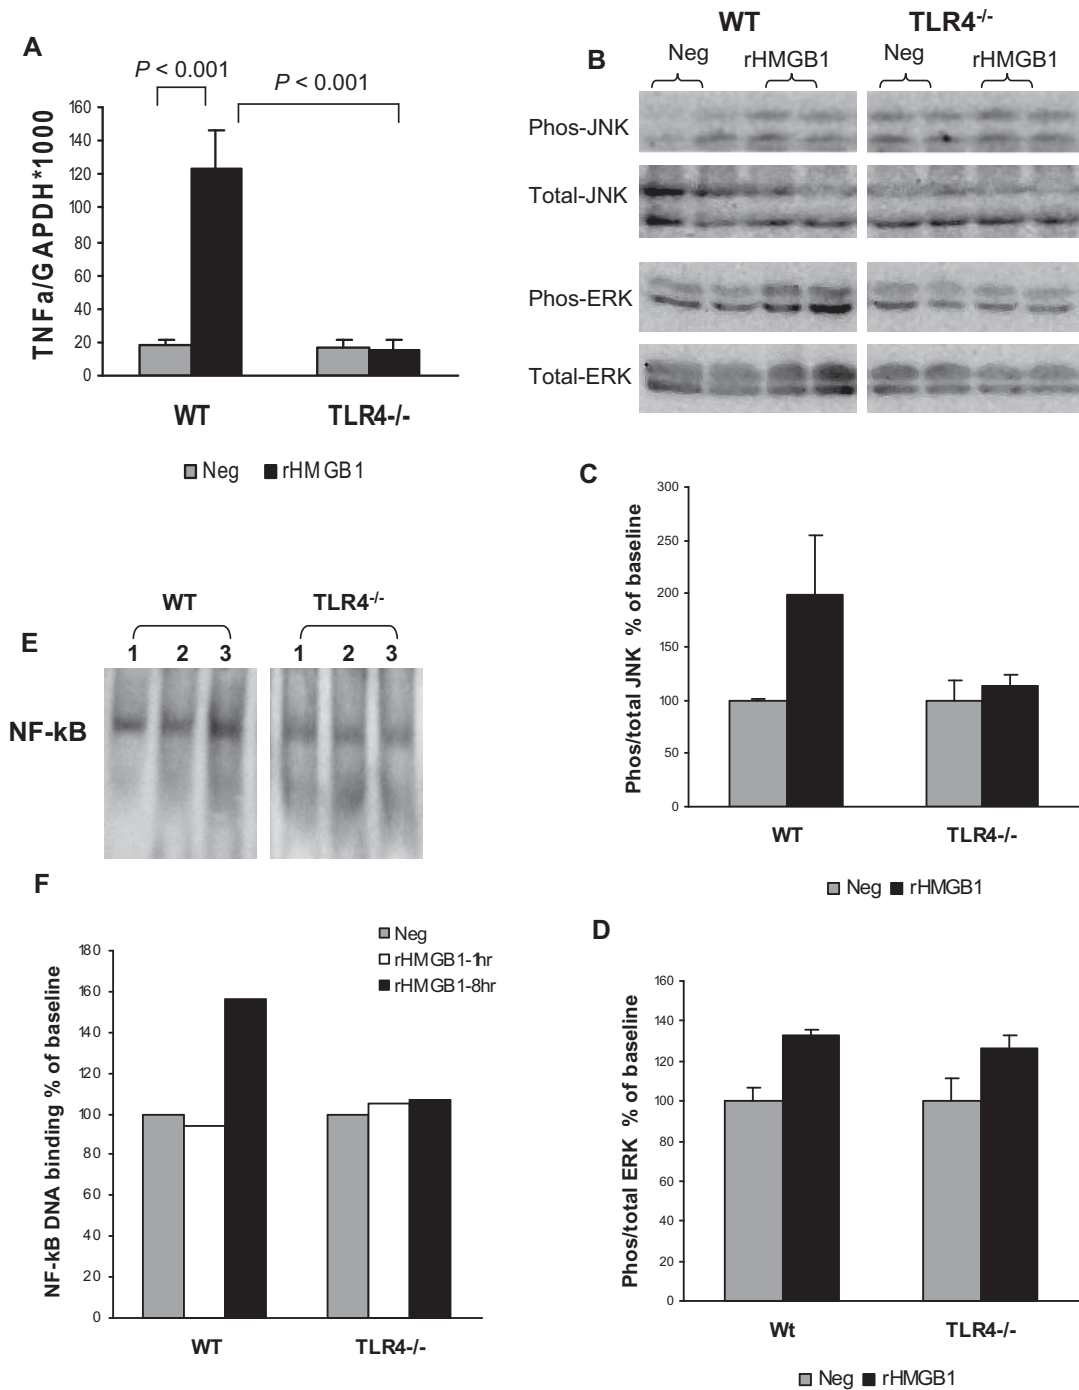 A
P < 0.001
P < 0.001
TNFa/GAPDH*1000
160
140
120
100
80
60
40
20
0
WT TLR4-/-
Neg rHMGB1
B
WT TLR4-/-
Neg rHMGB1 Neg rHMGB1
Phos-JNK
Total-JNK
Phos-ERK
Total-ERK
C
Phos/total JNK % of baseline
300
250
200
150
100
50
0
WT TLR4-/-
Neg rHMGB1
E
WT TLR4-/-
1 2 3 1 2 3
NF-kB
F
NF-kB DNA binding % of baseline
180
160
140
120
100
80
60
40
20
0
Neg
rHMGB1-1hr
rHMGB1-8hr
WT TLR4-/-
D
Phos/total ERK % of baseline
160
140
120
100
80
60
40
20
0
Wt TLR4-/-
Neg rHMGB1